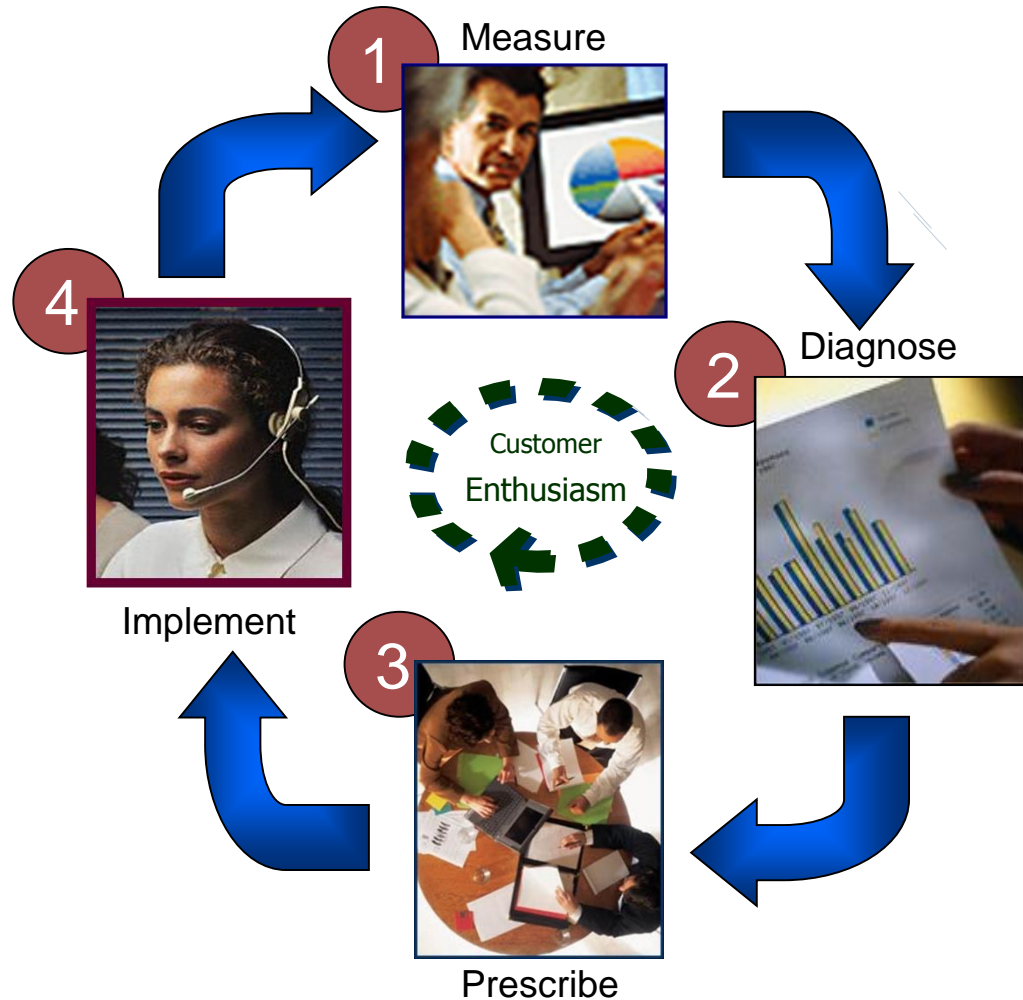 1
Measure
2
Diagnose
3
Prescribe
4
Implement
Customer
Enthusiasm